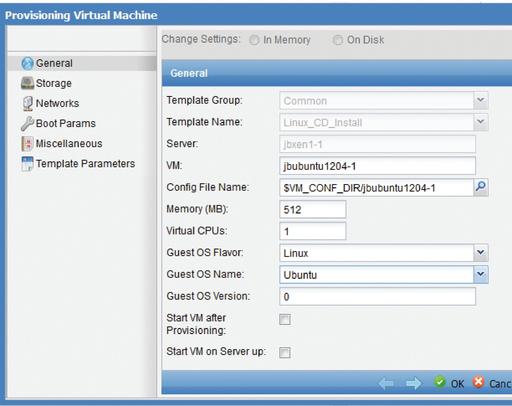 Provisioning Virtual Machine
General
Storage
Networks
Boot Params
Miscellaneous
Template Parameters
Change Settings: In Memory On Disk
General
Template Group: Common
Template Name: Linux_CD_Install
Server: jbxen1-1
VM: jbubuntu1204-1
Config File Name: $VM_CONF_DIR/jbubuntu1204-1
Memory (MB): 512
Virtual CPUs: 1
Guest OS Flavor: Linux
Guest OS Name: Ubuntu
Guest OS Version: 0
Start VM after
Provisioning:
Start VM on Server up:
OK Canc